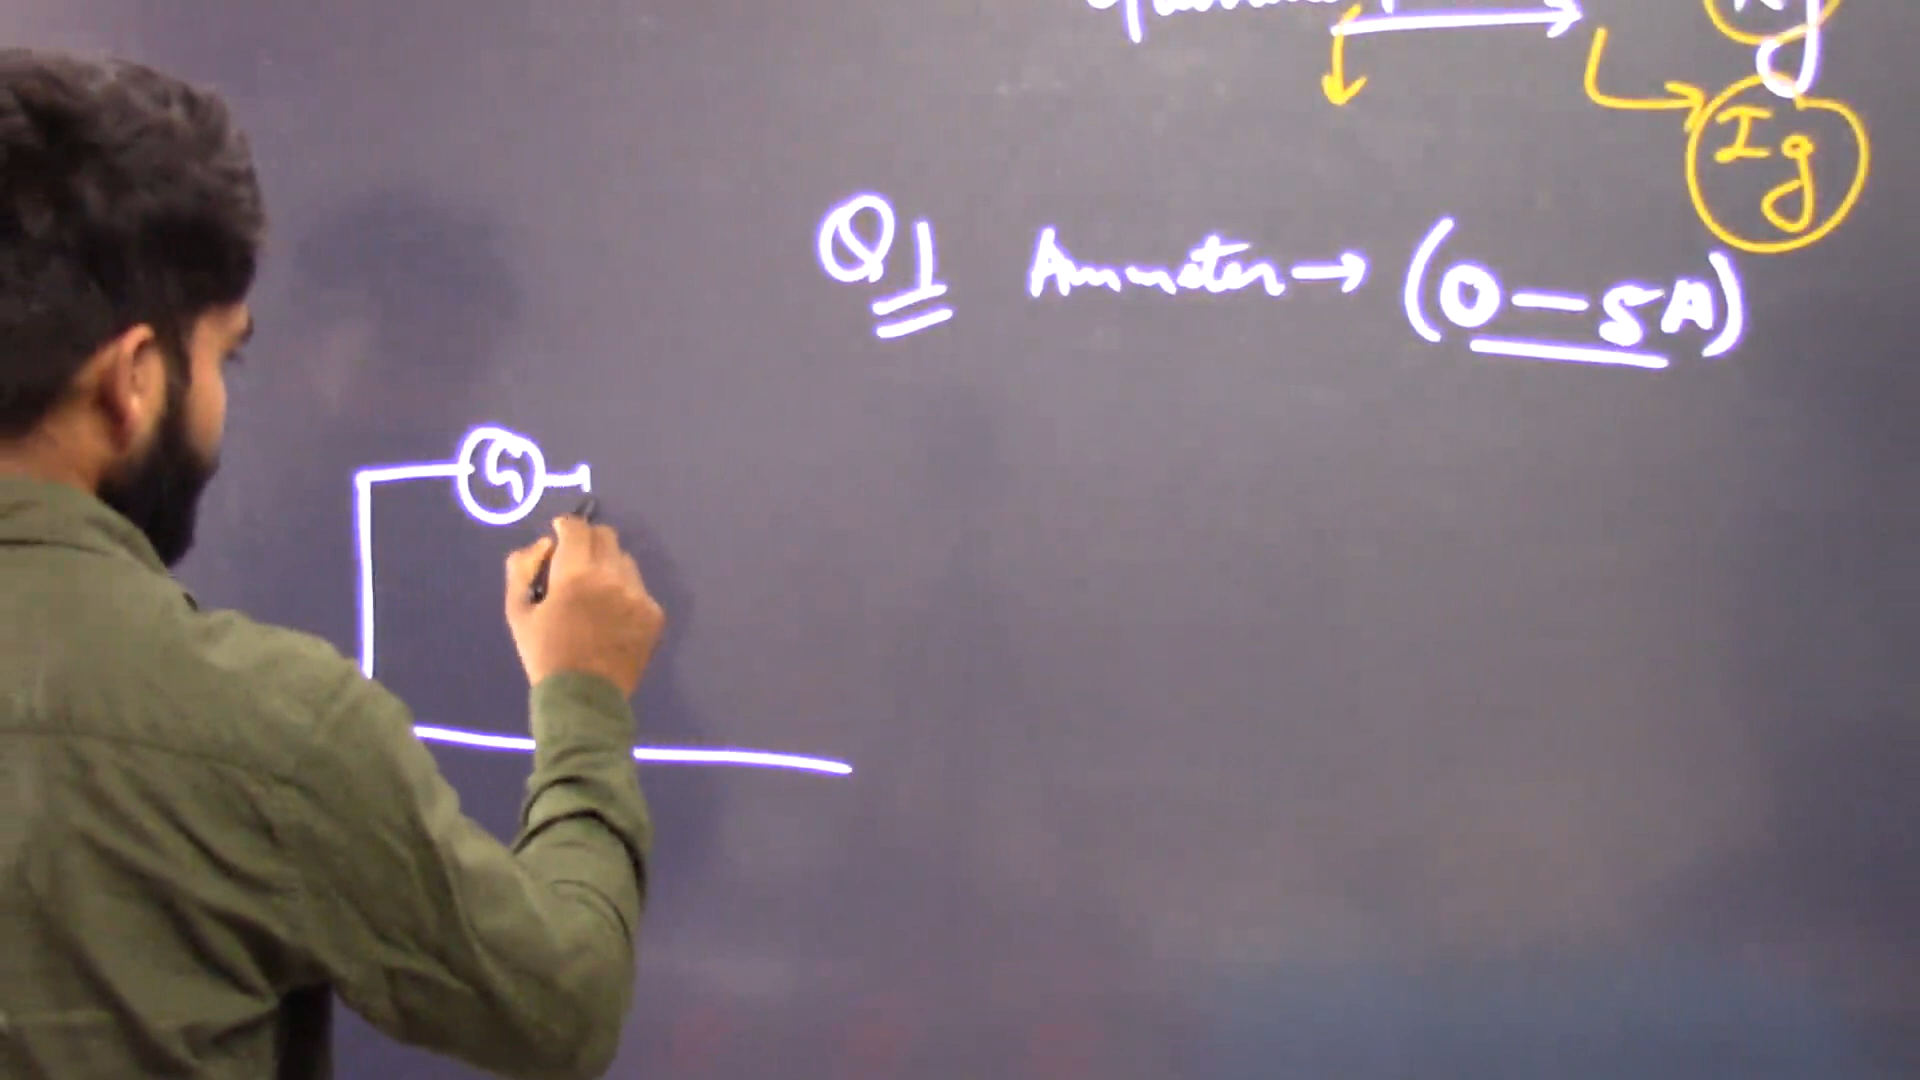 Ig
Q1 Ammeter → (0 — 5A)
G